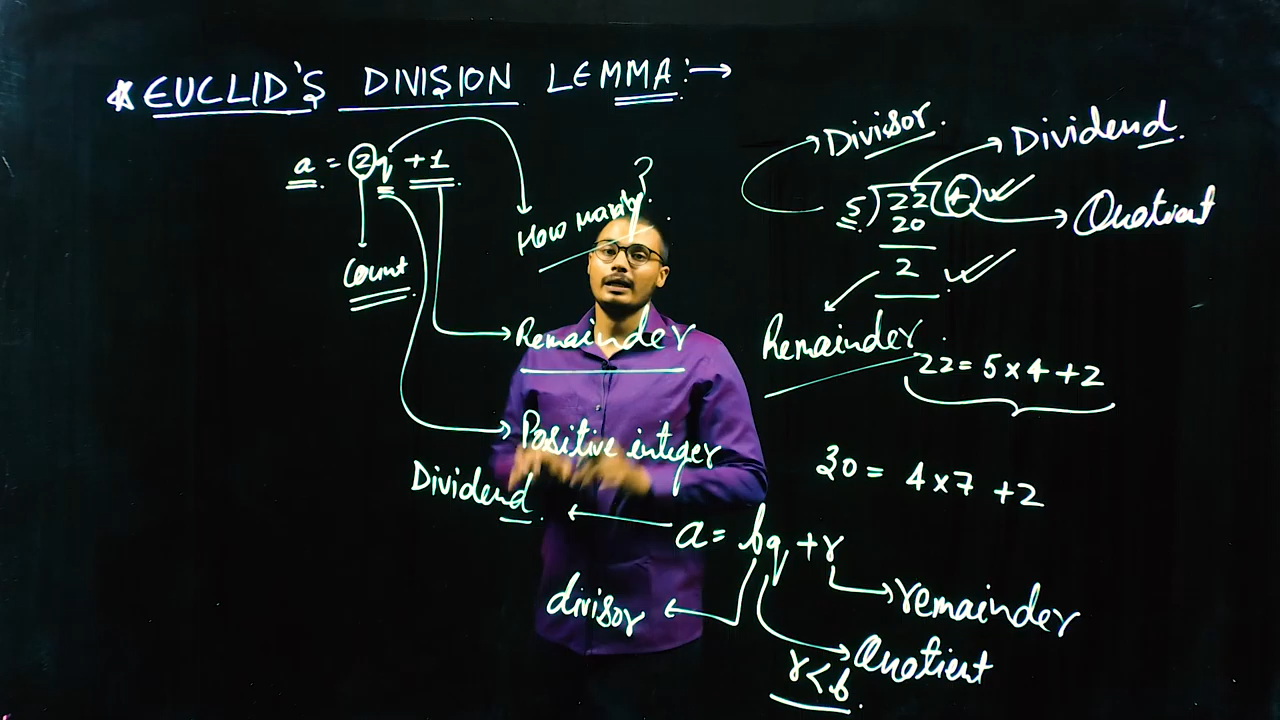 * EUCLID'S DIVISION LEMMA:→
a = 2q + 1
Count
How many?
Remainder
Positive integer
Divisor.
Dividend.
5) 22 (4
20
2
Quotient
Remainder.
22 = 5 x 4 + 2
30 = 4 x 7 + 2
Dividend. ← a = bq + r
divisor
remainder
Quotient
r < b.